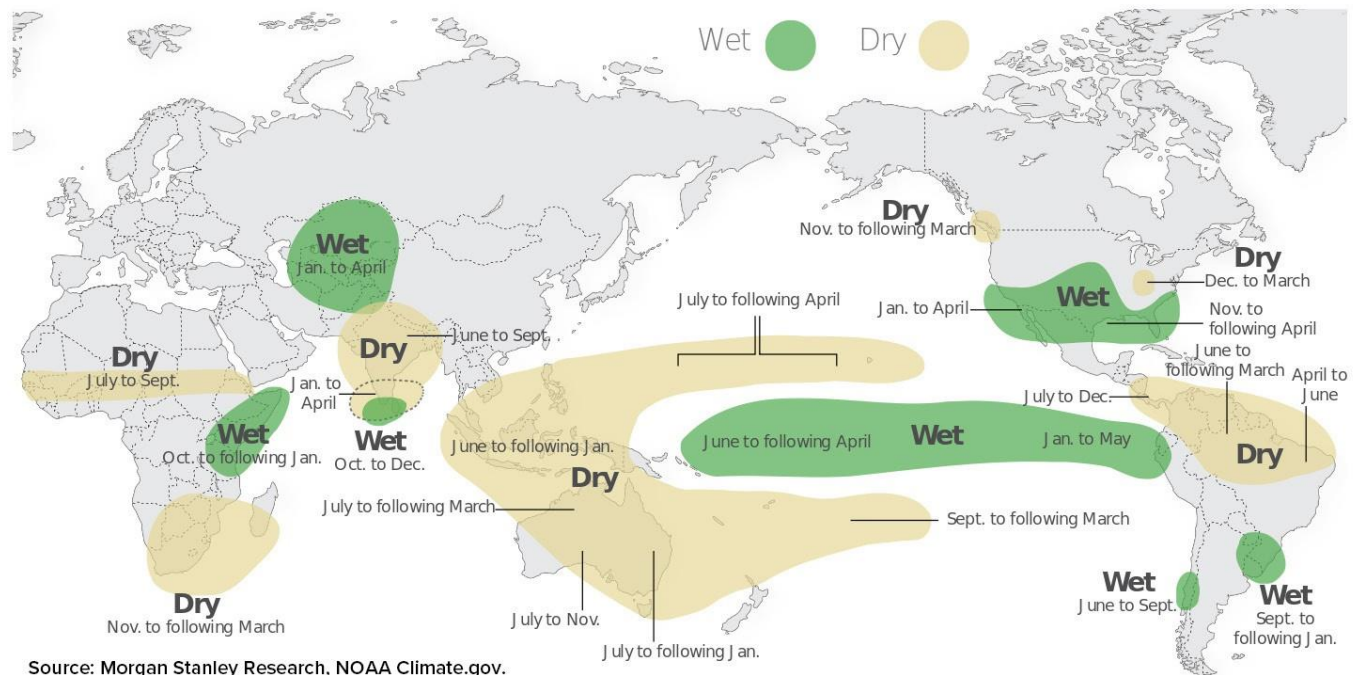 Wet
Dry
Dry
Nov. to following March
Wet
Jan. to April
Dry
Dec. to March
July to following April
Jan. to April
Wet
Nov. to
following April
June to Sept.
Dry
Dry
July to Sept.
June to
following March
April to
June
Jan. to
April
July to Dec.
Wet
Oct. to following Jan.
Wet
Oct. to Dec.
June to following Jan.
June to following April
Wet
Jan. to May
Dry
Dry
July to following March
Sept. to following March
Dry
Nov. to following March
July to Nov.
July to following Jan.
Wet
June to Sept.
Wet
Sept. to
following Jan.
Source: Morgan Stanley Research, NOAA Climate.gov.